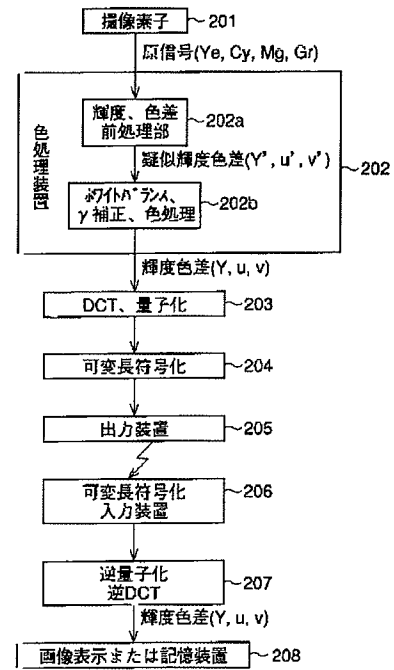 撮像素子
201
原信号(Ye, Cy, Mg, Gr)
色処理装置
輝度、色差
前処理部
202a
疑似輝度色差(Y', u', v')
202
ホワイトバランス、
γ補正、色処理
202b
輝度色差(Y, u, v)
DCT、量子化
203
可変長符号化
204
出力装置
205
可変長符号化
入力装置
206
逆量子化
逆DCT
207
輝度色差(Y, u, v)
画像表示または記憶装置
208